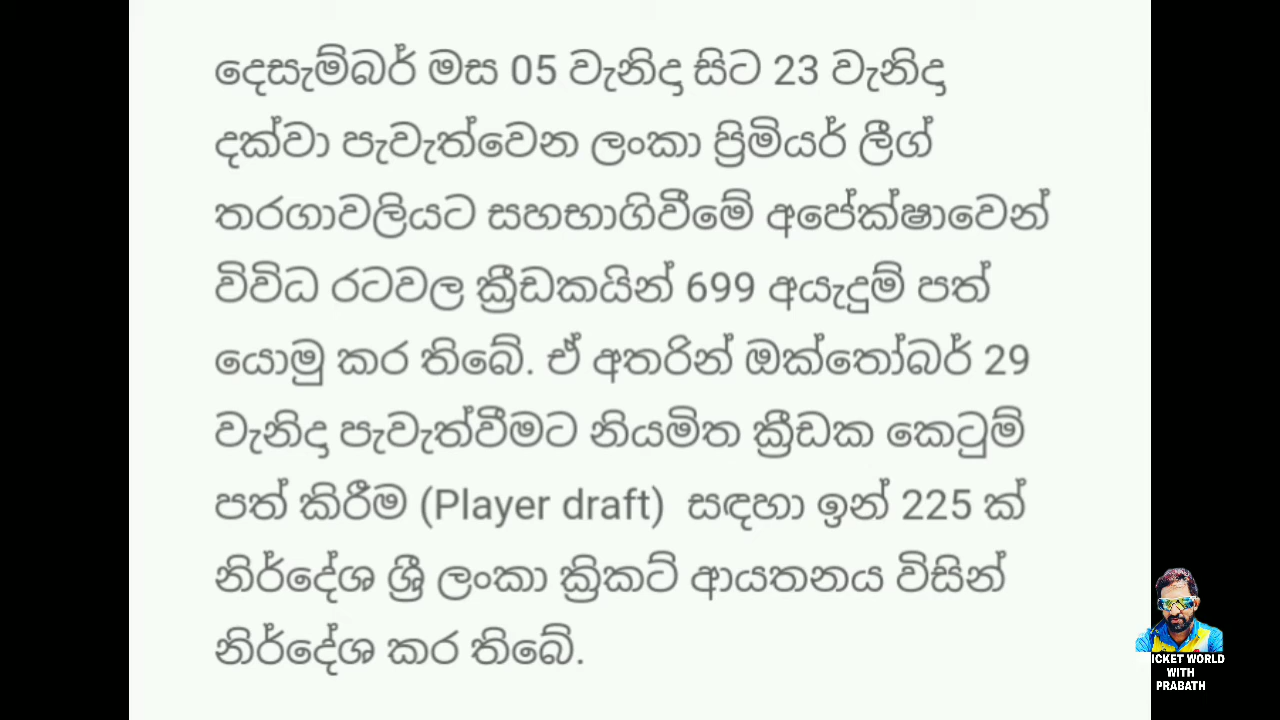 දෙසැම්බර් මස 05 වැනිදා සිට 23 වැනිදා
දක්වා පැවැත්වෙන ලංකා ප්‍රිමියර් ලීග්
තරගාවලියට සහභාගිවීමේ අපේක්ෂාවෙන්
විවිධ රටවල ක්‍රීඩකයින් 699 අයැදුම් පත්
යොමු කර තිබේ. ඒ අතරින් ඔක්තෝබර් 29
වැනිදා පැවැත්වීමට නියමිත ක්‍රීඩක කෙටුම්
පත් කිරීම (Player draft) සඳහා ඉන් 225 ක්
නිර්දේශ ශ්‍රී ලංකා ක්‍රිකට් ආයතනය විසින්
නිර්දේශ කර තිබේ.
ICKET WORLD
WITH
PRABATH